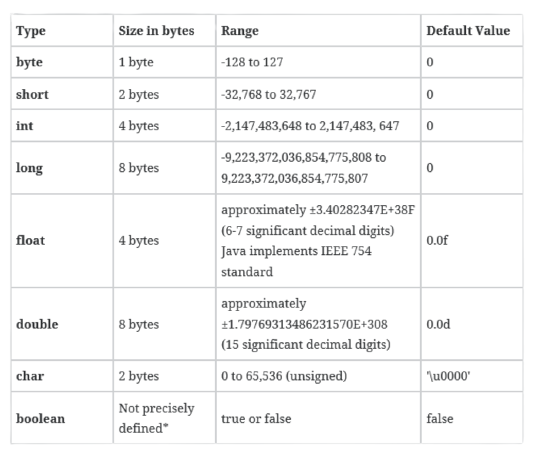 Type Size in bytes Range Default Value
byte 1 byte -128 to 127 0
short 2 bytes -32,768 to 32,767 0
int 4 bytes -2,147,483,648 to 2,147,483, 647 0
long 8 bytes -9,223,372,036,854,775,808 to
9,223,372,036,854,775,807 0
float 4 bytes approximately ±3.40282347E+38F
(6-7 significant decimal digits)
Java implements IEEE 754
standard 0.0f
double 8 bytes approximately
±1.79769313486231570E+308
(15 significant decimal digits) 0.0d
char 2 bytes 0 to 65,536 (unsigned) '\u0000'
boolean Not precisely
defined* true or false false